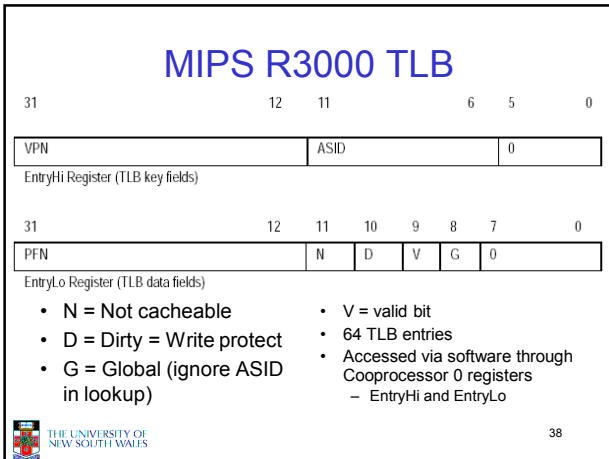 MIPS R3000 TLB
31 12 11 6 5 0
VPN ASID 0
EntryHi Register (TLB key fields)
31 12 11 10 9 8 7 0
PFN N D V G 0
EntryLo Register (TLB data fields)
• N = Not cacheable
• D = Dirty = Write protect
• G = Global (ignore ASID
in lookup)
• V = valid bit
• 64 TLB entries
• Accessed via software through
Cooprocessor 0 registers
– EntryHi and EntryLo
THE UNIVERSITY OF
NEW SOUTH WALES
38